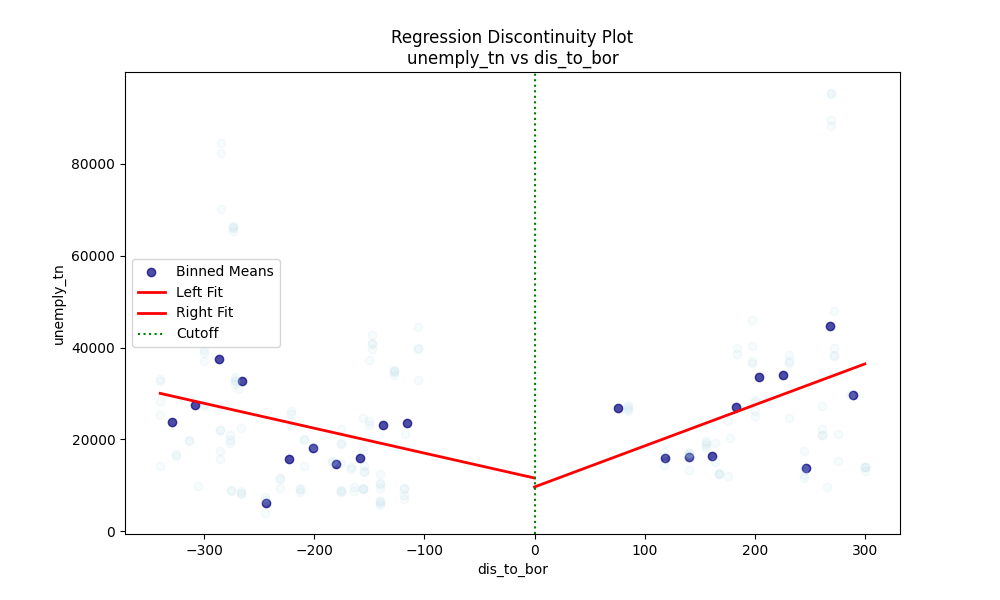 Regression Discontinuity Plot
unemply_tn vs dis_to_bor
80000
60000
40000
20000
0
unemply_tn
Binned Means
Left Fit
Right Fit
Cutoff
−300
−200
−100
0
100
200
300
dis_to_bor